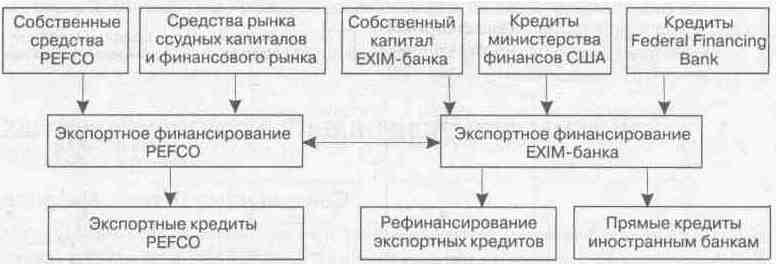 Собственные
средства
PEFCO
Средства рынка
ссудных капиталов
и финансового рынка
Собственный
капитал
EXIM-банка
Кредиты
министерства
финансов США
Кредиты
Federal Financing
Bank
Экспортное финансирование
PEFCO
Экспортное финансирование
EXIM-банка
Экспортные кредиты
PEFCO
Рефинансирование
экспортных кредитов
Прямые кредиты
иностранным банкам